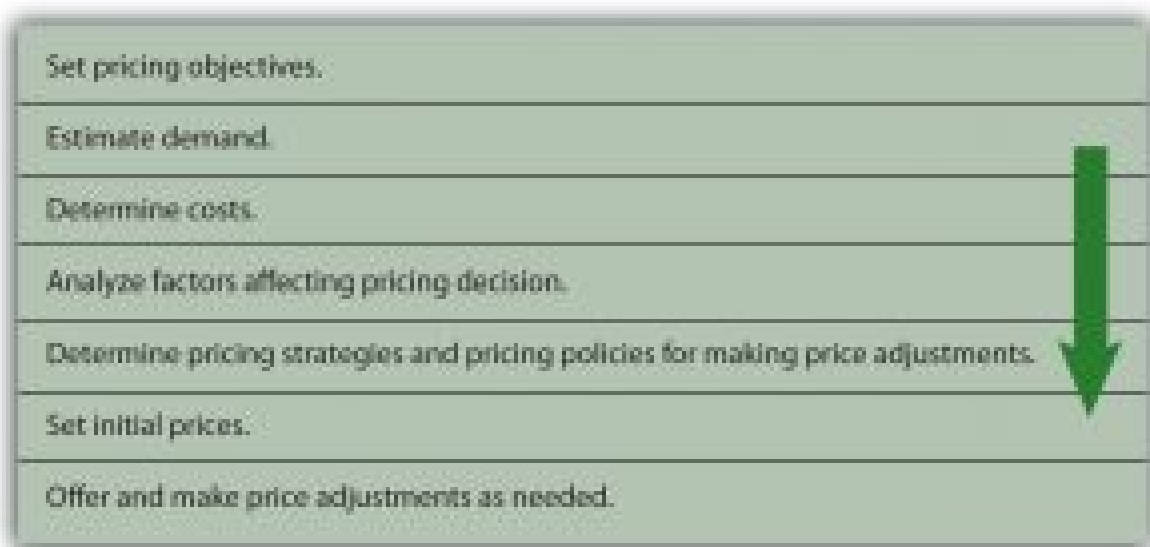 Set pricing objectives.
Estimate demand.
Determine costs.
Analyze factors affecting pricing decision.
Determine pricing strategies and pricing policies for making price adjustments.
Set initial prices.
Offer and make price adjustments as needed.